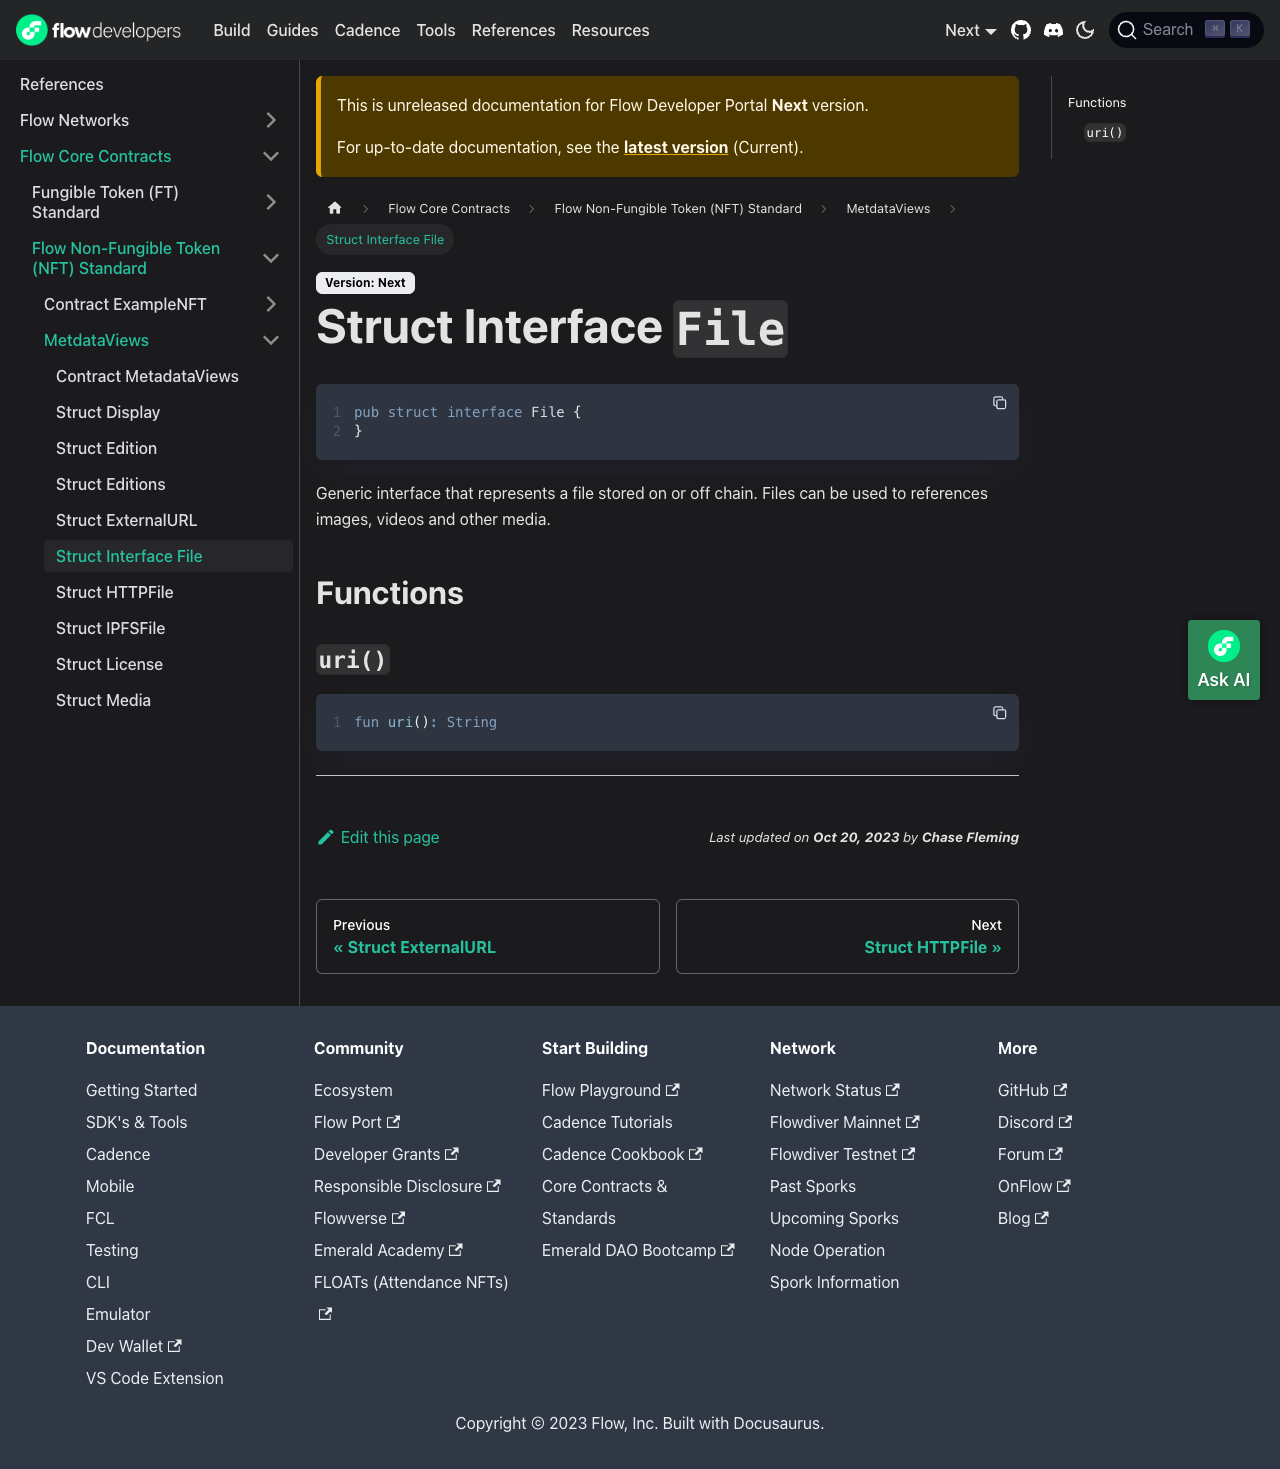 flowdevelopers
Build Guides Cadence Tools References Resources
Next
Search ⌘ K
References
Flow Networks
Flow Core Contracts
Fungible Token (FT)
Standard
Flow Non-Fungible Token
(NFT) Standard
Contract ExampleNFT
MetdataViews
Contract MetadataViews
Struct Display
Struct Edition
Struct Editions
Struct ExternalURL
Struct Interface File
Struct HTTPFile
Struct IPFSFile
Struct License
Struct Media
This is unreleased documentation for Flow Developer Portal Next version.
For up-to-date documentation, see the latest version (Current).
Flow Core Contracts Flow Non-Fungible Token (NFT) Standard MetdataViews
Struct Interface File
Version: Next
Struct Interface File
1 pub struct interface File {
2 }
Generic interface that represents a file stored on or off chain. Files can be used to references
images, videos and other media.
Functions
uri()
1 fun uri(): String
Edit this page
Last updated on Oct 20, 2023 by Chase Fleming
Previous
« Struct ExternalURL
Next
Struct HTTPFile »
Functions
uri()
Ask AI
Documentation
Getting Started
SDK's & Tools
Cadence
Mobile
FCL
Testing
CLI
Emulator
Dev Wallet
VS Code Extension
Community
Ecosystem
Flow Port
Developer Grants
Responsible Disclosure
Flowverse
Emerald Academy
FLOATs (Attendance NFTs)
Start Building
Flow Playground
Cadence Tutorials
Cadence Cookbook
Core Contracts &
Standards
Emerald DAO Bootcamp
Network
Network Status
Flowdiver Mainnet
Flowdiver Testnet
Past Sporks
Upcoming Sporks
Node Operation
Spork Information
More
GitHub
Discord
Forum
OnFlow
Blog
Copyright © 2023 Flow, Inc. Built with Docusaurus.